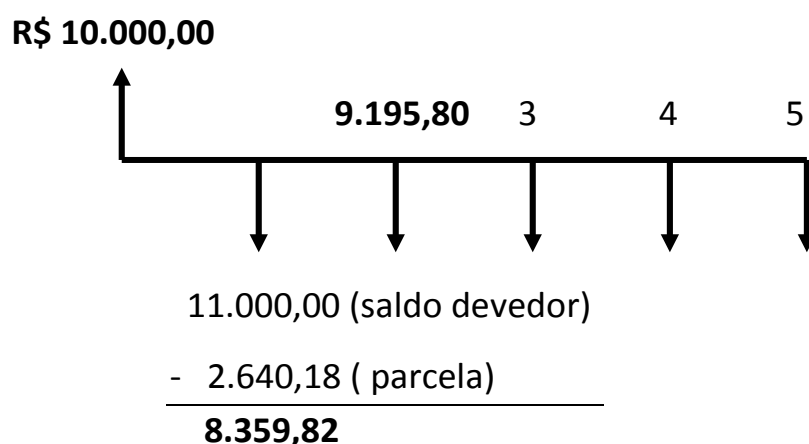 R$ 10.000,00
9.195,80 3 4 5
11.000,00 (saldo devedor)
- 2.640,18 ( parcela)
8.359,82